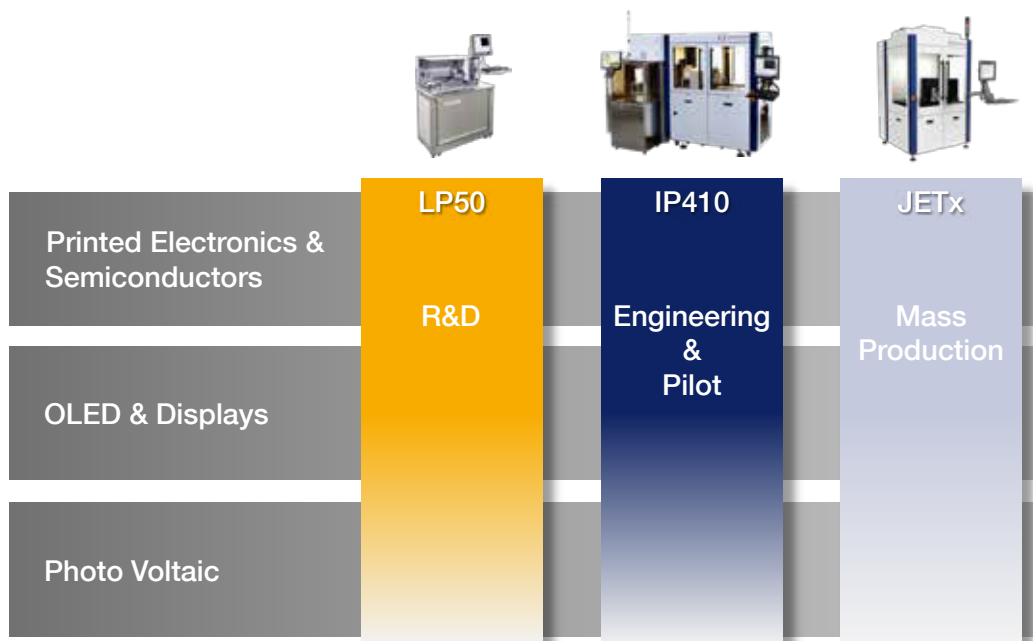 LP50
IP410
JETx
Printed Electronics &
Semiconductors
R&D
Engineering
&
Pilot
Mass
Production
OLED & Displays
Photo Voltaic